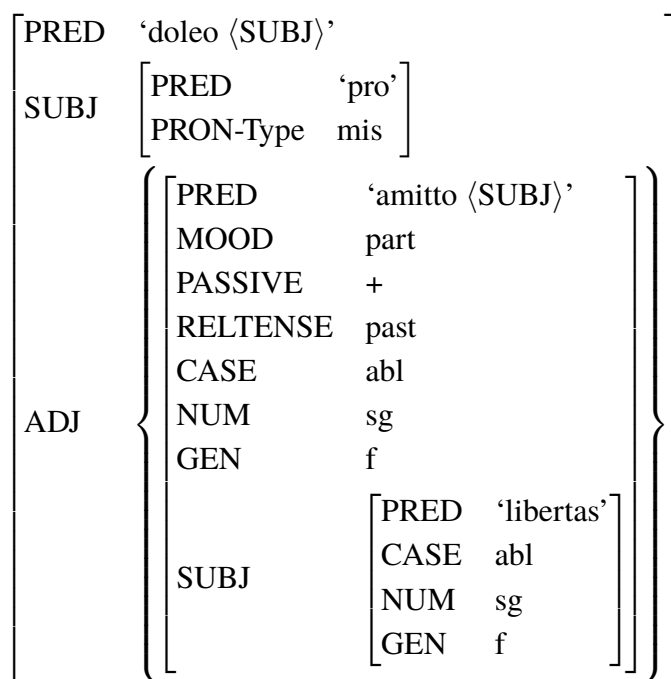 PRED ‘doleo ⟨SUBJ⟩’
SUBJ
PRED ‘pro’
PRON-Type mis
ADJ
PRED ‘amitto ⟨SUBJ⟩’
MOOD part
PASSIVE +
RELTENSE past
CASE abl
NUM sg
GEN f
SUBJ
PRED ‘libertas’
CASE abl
NUM sg
GEN f